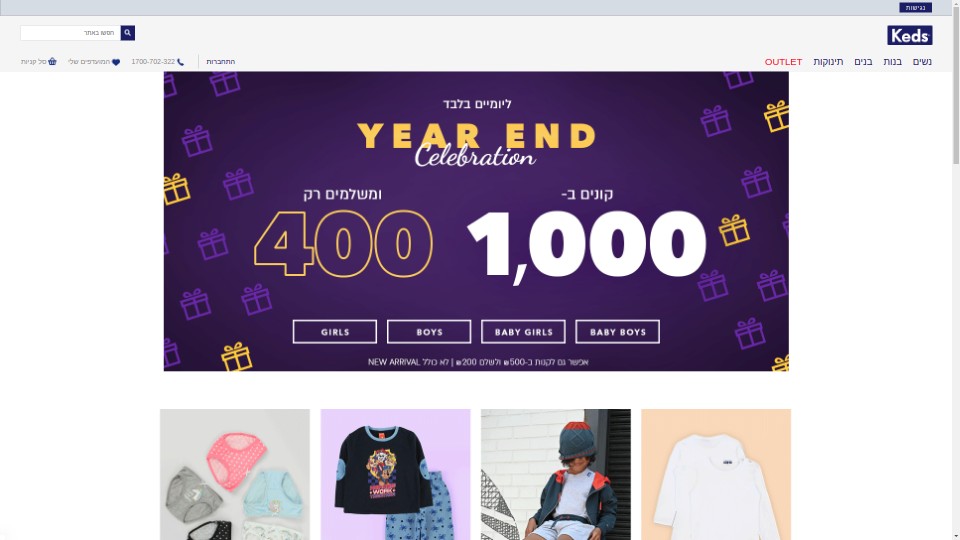 נגישות
חפשו באתר
Keds
סל קניות
המועדפים שלי
1700-702-322
התחברות
נשים
בנות
בנים
תינוקות
OUTLET
ליומיים בלבד
YEAR END
Celebration
קונים ב-
1,000
ומשלמים רק
400
GIRLS
BOYS
BABY GIRLS
BABY BOYS
אפשר גם לקנות ב-500₪ ולשלם 200₪ | לא כולל NEW ARRIVAL
WORK